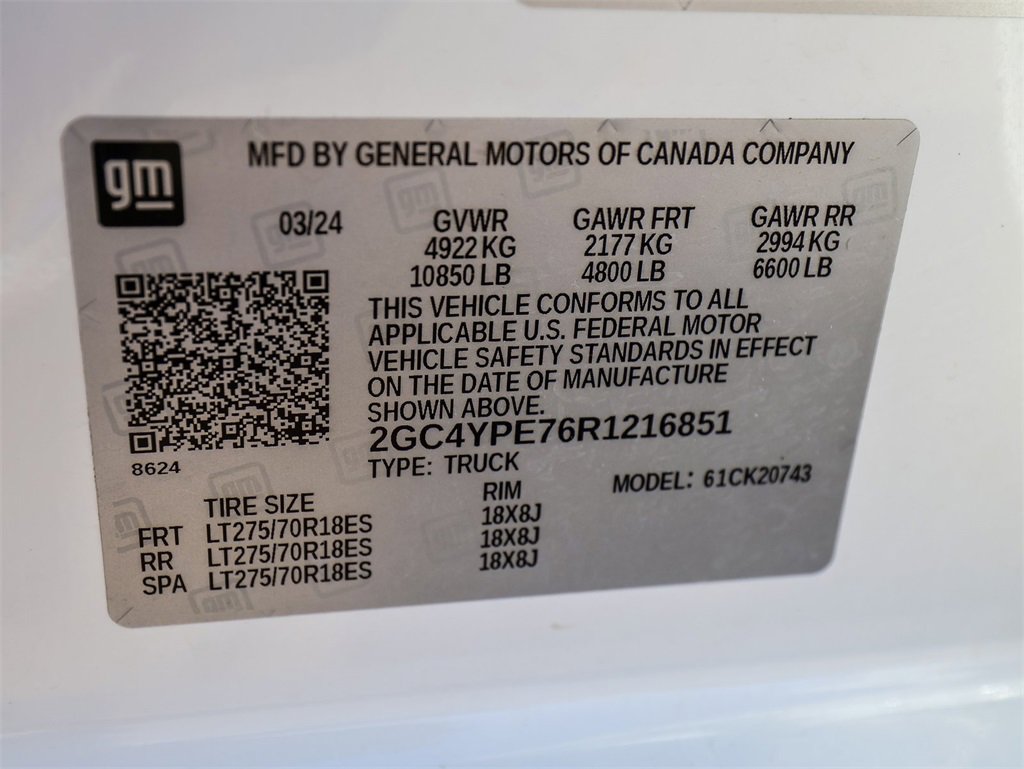 gm
MFD BY GENERAL MOTORS OF CANADA COMPANY
03/24 GVWR GAWR FRT GAWR RR
4922 KG 2177 KG 2994 KG
10850 LB 4800 LB 6600 LB
THIS VEHICLE CONFORMS TO ALL
APPLICABLE U.S. FEDERAL MOTOR
VEHICLE SAFETY STANDARDS IN EFFECT
ON THE DATE OF MANUFACTURE
SHOWN ABOVE.
2GC4YPE76R1216851
8624
TYPE: TRUCK
MODEL: 61CK20743
TIRE SIZE RIM
FRT LT275/70R18ES 18X8J
RR LT275/70R18ES 18X8J
SPA LT275/70R18ES 18X8J